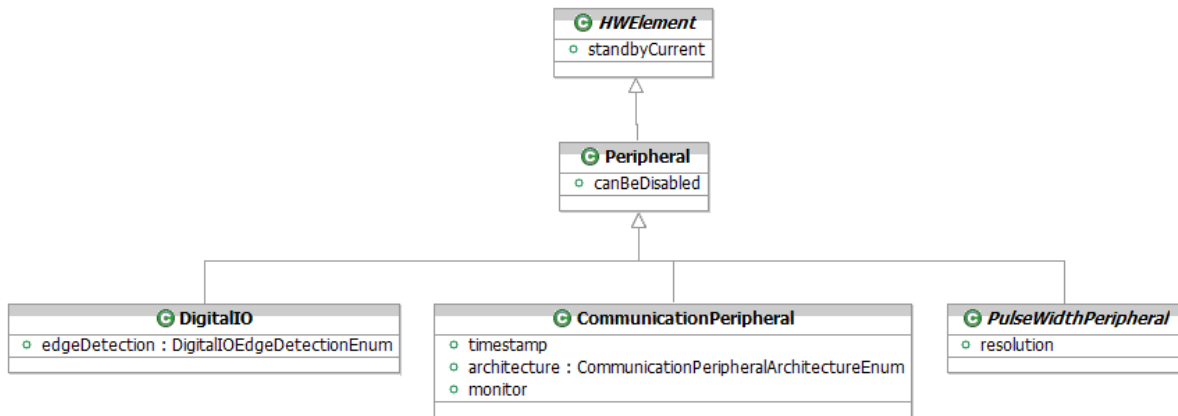 C HWElement
standbyCurrent
C Peripheral
canBeDisabled
C DigitalIO
edgeDetection : DigitalIOEdgeDetectionEnum
C CommunicationPeripheral
timestamp
architecture : CommunicationPeripheralArchitectureEnum
monitor
C PulseWidthPeripheral
resolution